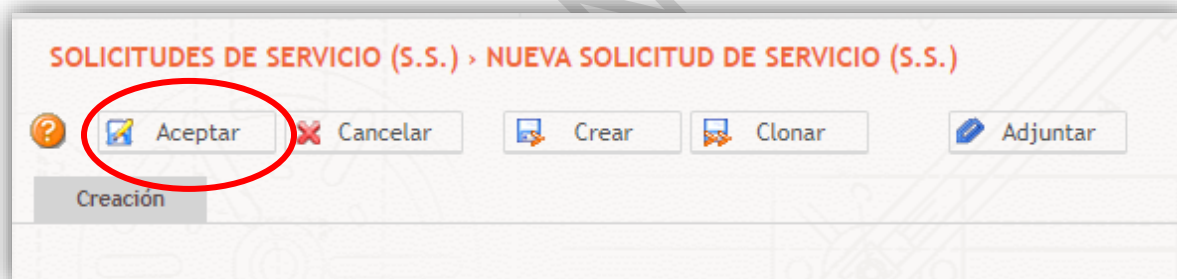 SOLICITUDES DE SERVICIO (S.S.) › NUEVA SOLICITUD DE SERVICIO (S.S.)
? Aceptar Cancelar Crear Clonar Adjuntar
Creación